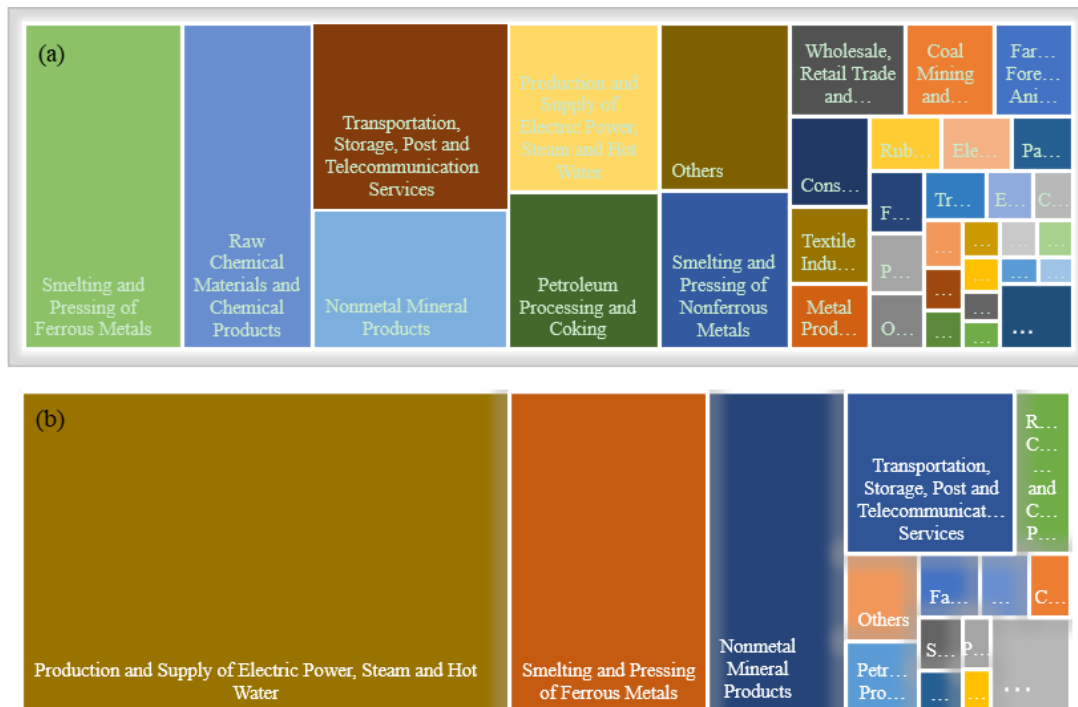 (a)
Smelting and
Pressing of
Ferrous Metals
Raw
Chemical
Materials and
Chemical
Products
Transportation,
Storage, Post and
Telecommunication
Services
Nonmetal Mineral
Products
Production and
Supply of
Electric Power,
Steam and Hot
Water
Petroleum
Processing and
Coking
Others
Smelting and
Pressing of
Nonferrous
Metals
Wholesale,
Retail Trade
and…
Coal
Mining
and…
Far…
Fore…
Ani…
Cons…
Rub…
Ele…
Pa…
Textile
Indu…
Metal
Prod…
F…
Tr…
E…
C…
P…
O…
…
…
…
…
…
…
…
…
…
…
…
…
(b)
Production and Supply of Electric Power, Steam and Hot
Water
Smelting and Pressing
of Ferrous Metals
Nonmetal
Mineral
Products
Transportation,
Storage, Post and
Telecommunicat…
Services
R…
C…
…
and
C…
P…
Others
Petr…
Pro…
Fa…
…
C…
S…
P…
…
…
…